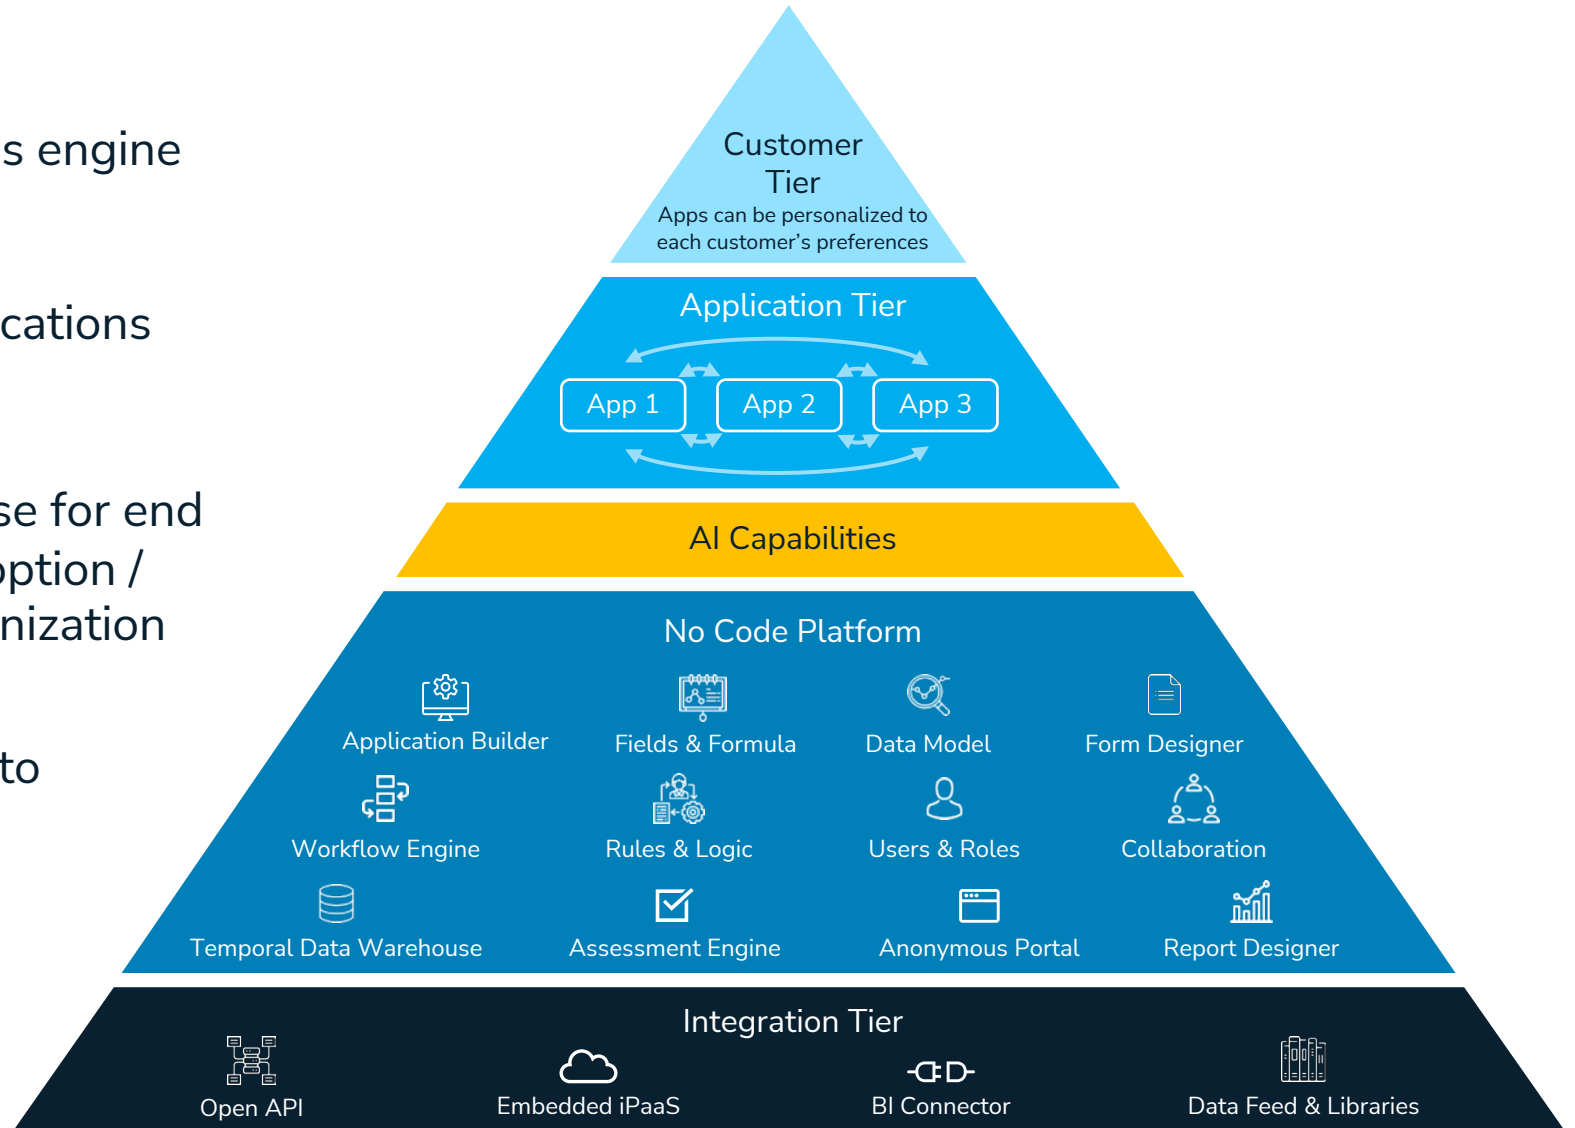 s engine
cations
se for end
option /
nization
to
Customer
Tier
Apps can be personalized to
each customer's preferences
Application Tier
App 1 App 2 App 3
AI Capabilities
No Code Platform
Application Builder Fields & Formula Data Model Form Designer
Workflow Engine Rules & Logic Users & Roles Collaboration
Temporal Data Warehouse Assessment Engine Anonymous Portal Report Designer
Integration Tier
Open API Embedded iPaaS BI Connector Data Feed & Libraries